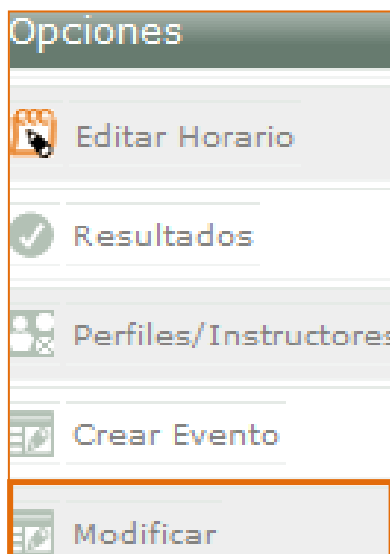 Opciones
Editar Horario
Resultados
Perfiles/Instructores
Crear Evento
Modificar